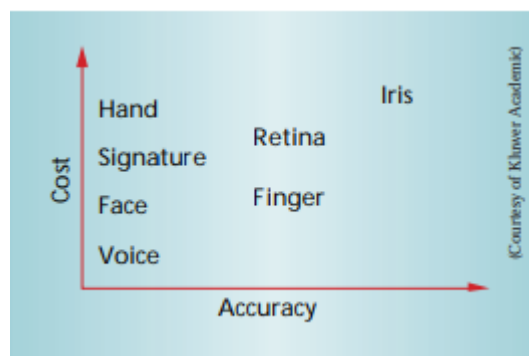 Iris
Hand
Retina
Signature
Finger
Face
Voice
Cost
Accuracy
(Courtesy of Kluwer Academic)